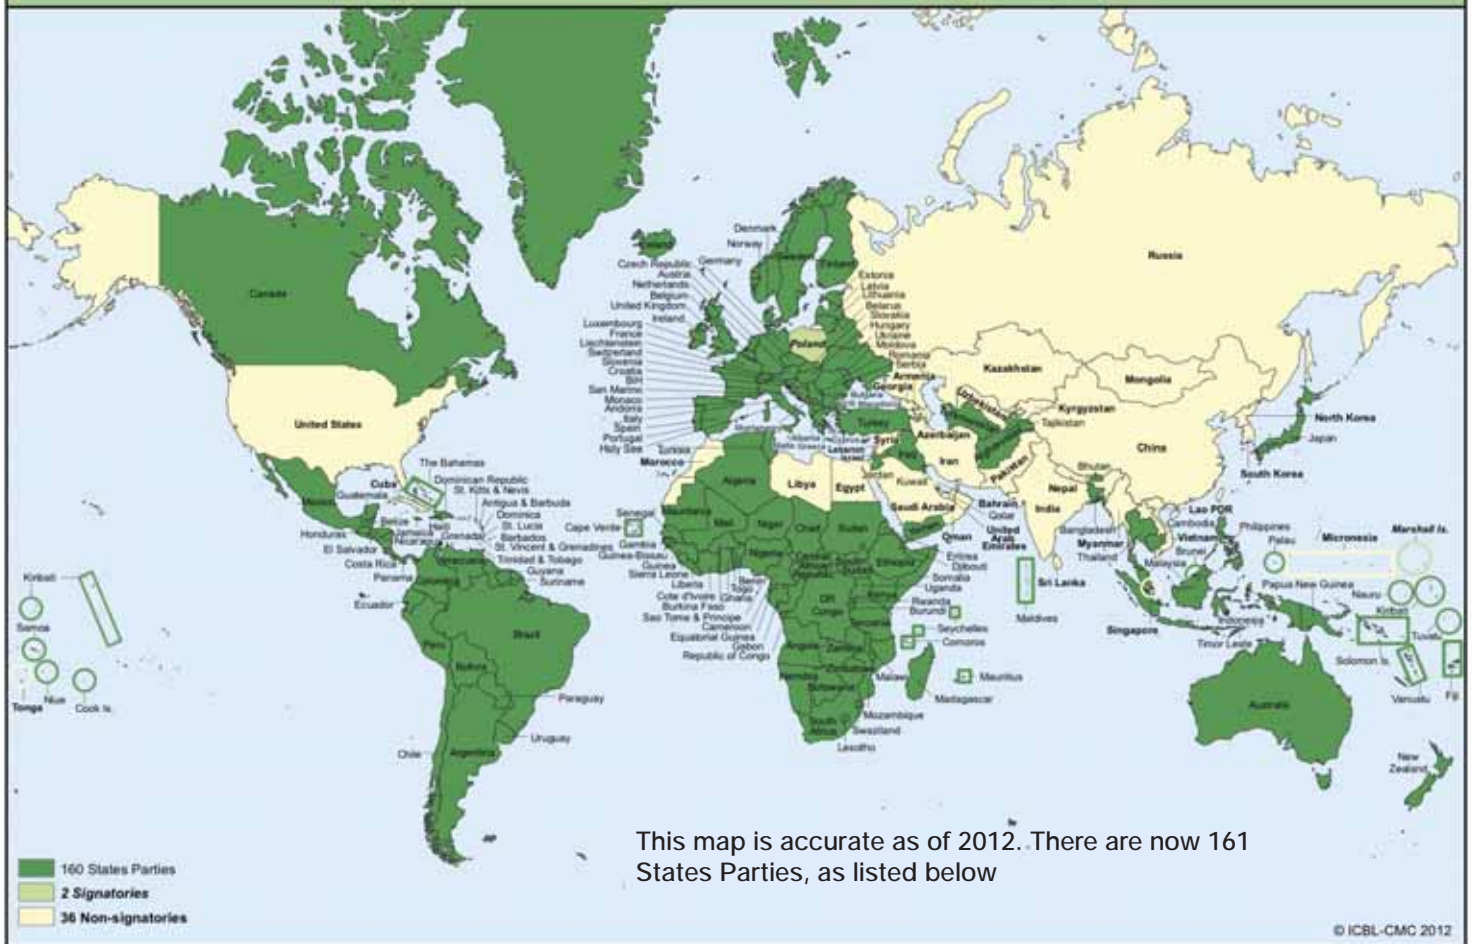 Canada
United States
Mexico
Cuba
The Bahamas
Guatemala
Dominican Republic
St. Kitts & Nevis
Antigua & Barbuda
Dominica
St. Lucia
Barbados
St. Vincent & Grenadines
Trinidad & Tobago
Guyana
Suriname
Belize
Jamaica
Haiti
Nicaragua
Grenada
Honduras
El Salvador
Costa Rica
Panama
Venezuela
Colombia
Ecuador
Peru
Brazil
Bolivia
Paraguay
Uruguay
Chile
Argentina
Kiribati
Samoa
Tonga
Niue
Cook Is.
Iceland
Denmark
Norway
Sweden
Finland
Czech Republic
Germany
Austria
Netherlands
Belgium
United Kingdom
Ireland
Luxembourg
France
Liechtenstein
Switzerland
Slovenia
Croatia
BiH
San Marino
Monaco
Andorra
Italy
Spain
Portugal
Holy See
Tunisia
Morocco
Poland
Estonia
Latvia
Lithuania
Belarus
Slovakia
Hungary
Ukraine
Moldova
Romania
Serbia
Armenia
Georgia
Bulgaria
Montenegro
Albania
Malta
Greece
Cyprus
Turkey
Syria
Lebanon
Israel
Iraq
Jordan
Kuwait
Azerbaijan
Iran
Saudi Arabia
Yemen
Bahrain
Qatar
Oman
United
Arab
Emirates
Russia
Kazakhstan
Mongolia
Uzbekistan
Kyrgyzstan
Tajikistan
China
North Korea
Japan
South Korea
Pakistan
Nepal
Bhutan
India
Bangladesh
Myanmar
Thailand
Lao PDR
Cambodia
Vietnam
Brunei
Malaysia
Philippines
Palau
Micronesia
Marshall Is.
Papua New Guinea
Nauru
Kiribati
Tuvalu
Solomon Is.
Vanuatu
Fiji
Sri Lanka
Maldives
Singapore
Indonesia
Timor Leste
Australia
New
Zealand
Algeria
Libya
Egypt
Mauritania
Mali
Niger
Chad
Sudan
Senegal
Cape Verde
Gambia
Guinea-Bissau
Guinea
Sierra Leone
Liberia
Cote d'Ivoire
Ghana
Togo
Benin
Burkina Faso
Sao Tome & Principe
Cameroon
Equatorial Guinea
Gabon
Republic of Congo
Nigeria
Central
African
Republic
South
Sudan
Ethiopia
Eritrea
Djibouti
Somalia
Uganda
Kenya
Rwanda
Burundi
DR
Congo
Tanzania
Seychelles
Comoros
Angola
Zambia
Malawi
Zimbabwe
Namibia
Botswana
Mauritius
Madagascar
Mozambique
Swaziland
South
Africa
Lesotho
This map is accurate as of 2012. There are now 161
States Parties, as listed below
160 States Parties
2 Signatories
36 Non-signatories
© ICBL-CMC 2012